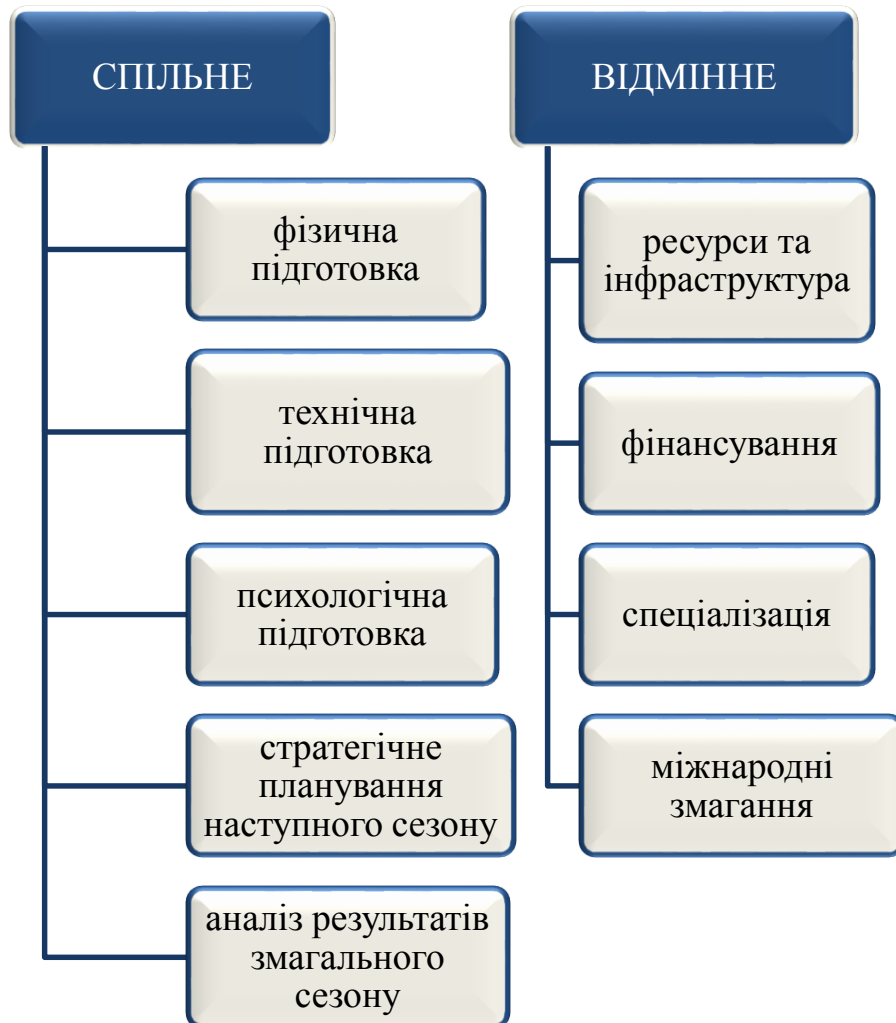 СПІЛЬНЕ
фізична
підготовка
технічна
підготовка
психологічна
підготовка
стратегічне
планування
наступного сезону
аналіз результатів
змагального
сезону
ВІДМІННЕ
ресурси та
інфраструктура
фінансування
спеціалізація
міжнародні
змагання